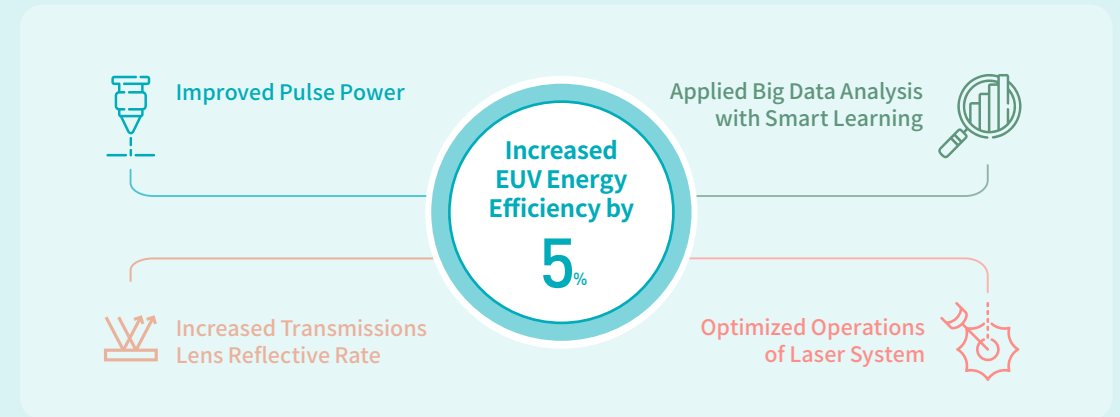 Improved Pulse Power
Applied Big Data Analysis
with Smart Learning
Increased
EUV Energy
Efficiency by
5%
Increased Transmissions
Lens Reflective Rate
Optimized Operations
of Laser System